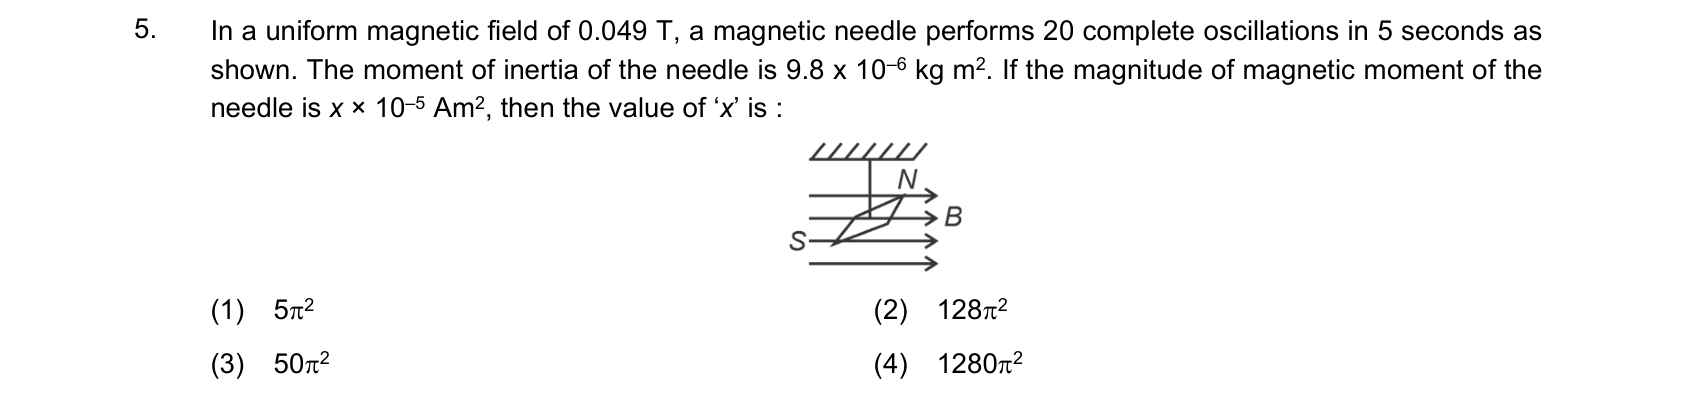 5. In a uniform magnetic field of 0.049 T, a magnetic needle performs 20 complete oscillations in 5 seconds as
shown. The moment of inertia of the needle is 9.8 x 10⁻⁶ kg m². If the magnitude of magnetic moment of the
needle is x × 10⁻⁵ Am², then the value of ‘x’ is :
N
B
S
(1) 5π² (2) 128π²
(3) 50π² (4) 1280π²